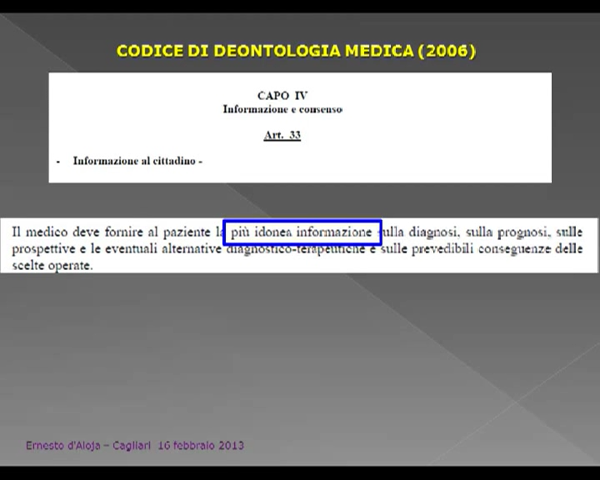 CODICE DI DEONTOLOGIA MEDICA (2006)
CAPO IV
Informazione e consenso
Art. 33
- Informazione al cittadino -
Il medico deve fornire al paziente la più idonea informazione sulla diagnosi, sulla prognosi, sulle
prospettive e le eventuali alternative diagnostico-terapeutiche e sulle prevedibili conseguenze delle
scelte operate.
Ernesto d'Aloja – Cagliari 16 febbraio 2013